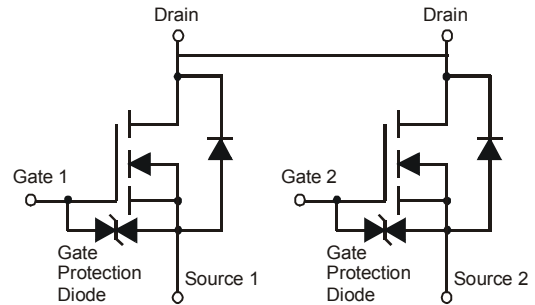 Drain
Drain
Gate 1
Gate 2
Gate
Protection
Diode
Source 1
Gate
Protection
Diode
Source 2